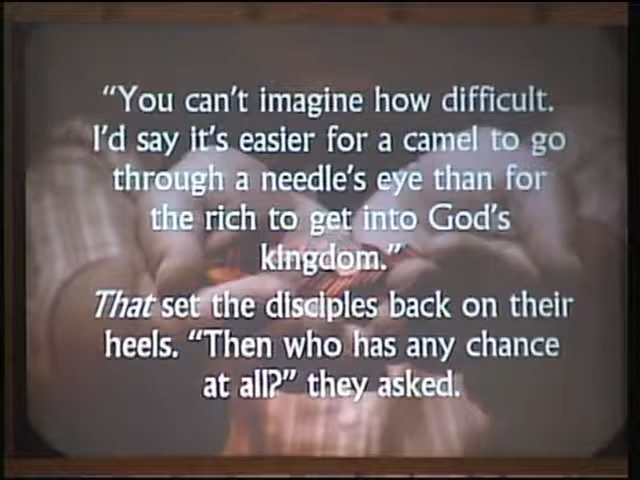 “You can’t imagine how difficult.
I’d say it’s easier for a camel to go
through a needle’s eye than for
the rich to get into God’s
kingdom.”
That set the disciples back on their
heels. “Then who has any chance
at all?” they asked.